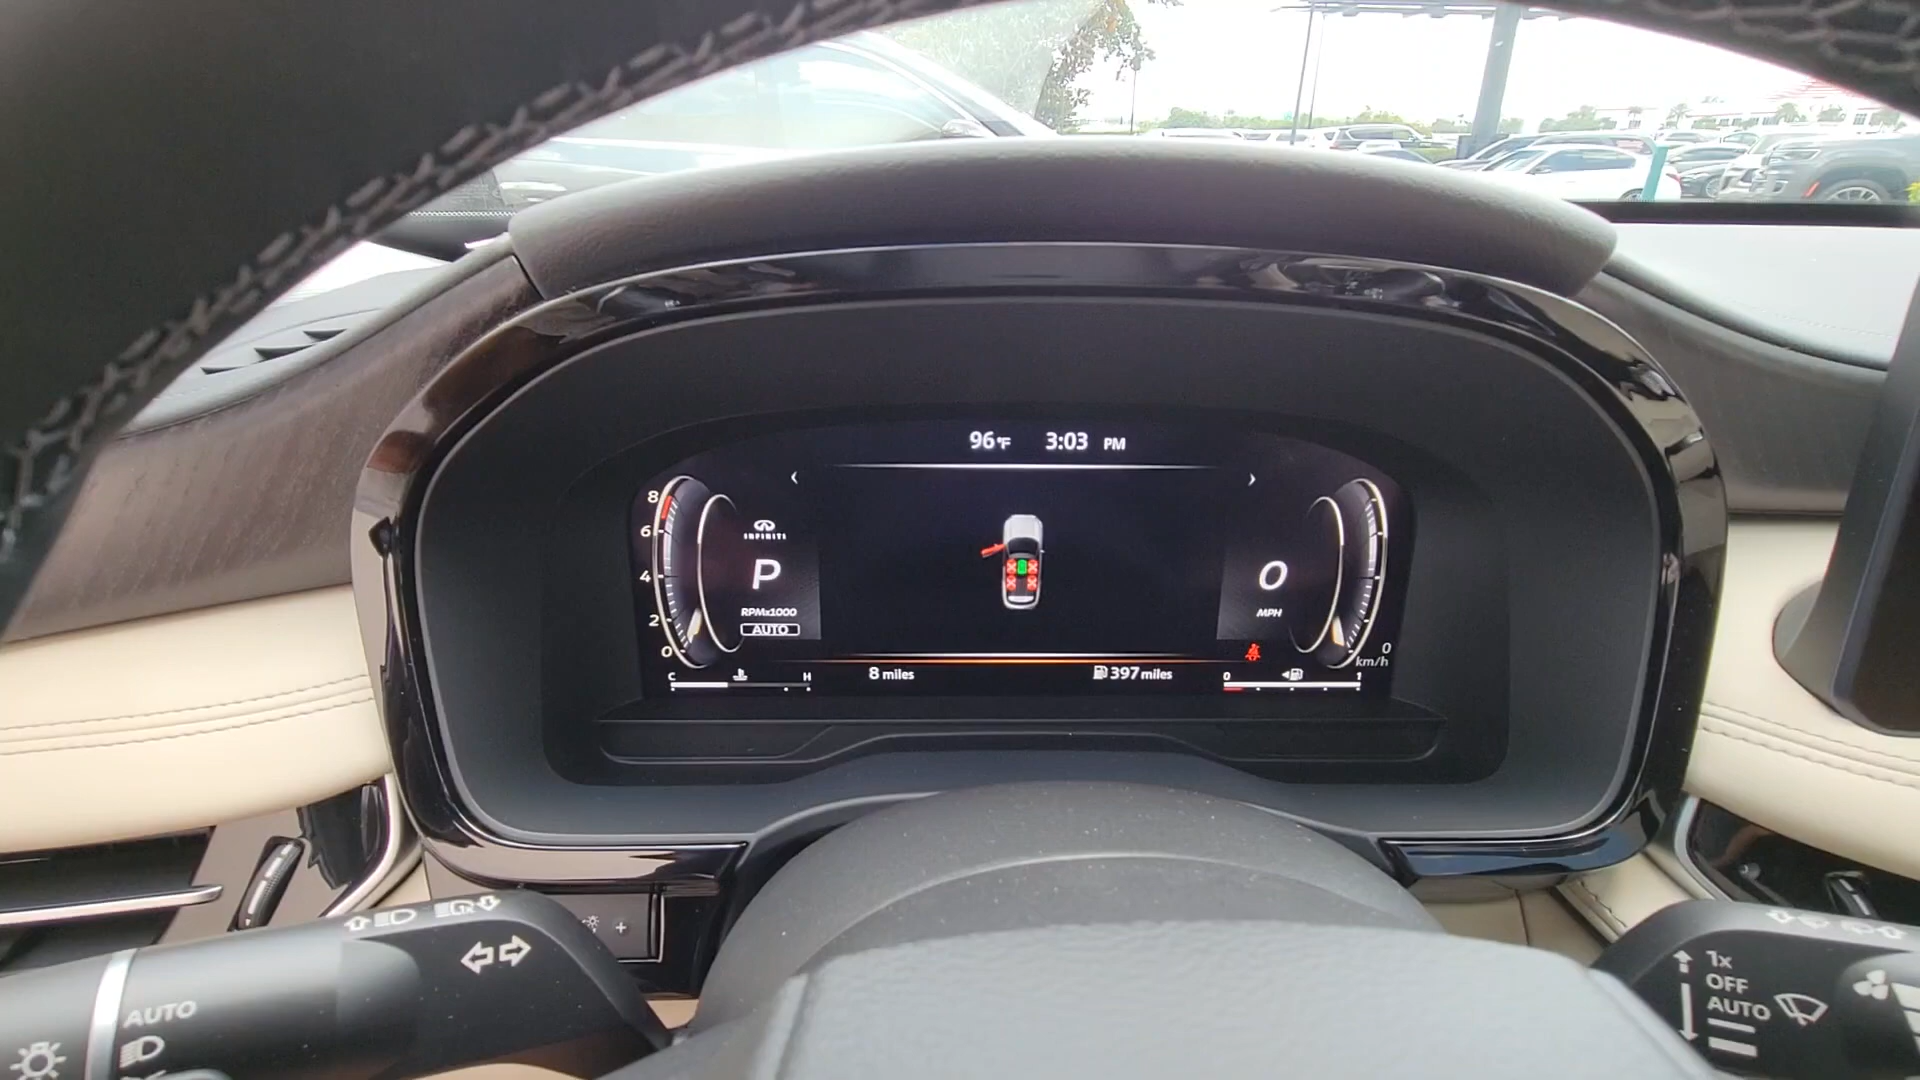 96°F 3:03 PM
8
6
4
2
0
INFINITI
P
RPMx1000
AUTO
0
MPH
0
km/h
C H
8 miles
397 miles
0 1
+
AUTO
1x
1x
OFF
AUTO